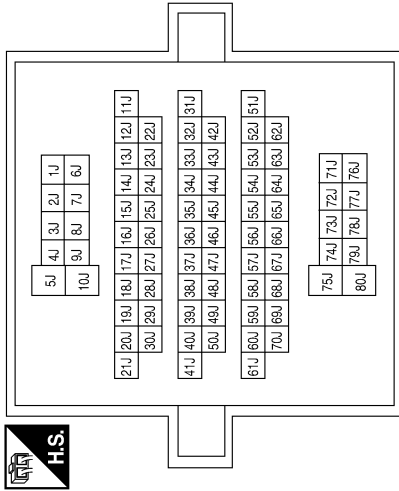 H.S.
5J 4J 3J 2J 1J
10J 9J 8J 7J 6J
21J 20J 19J 18J 17J 16J 15J 14J 13J 12J 11J
30J 29J 28J 27J 26J 25J 24J 23J 22J
41J 40J 39J 38J 37J 36J 35J 34J 33J 32J 31J
50J 49J 48J 47J 46J 45J 44J 43J 42J
61J 60J 59J 58J 57J 56J 55J 54J 53J 52J 51J
70J 69J 68J 67J 66J 65J 64J 63J 62J
75J 74J 73J 72J 71J
80J 79J 78J 77J 76J